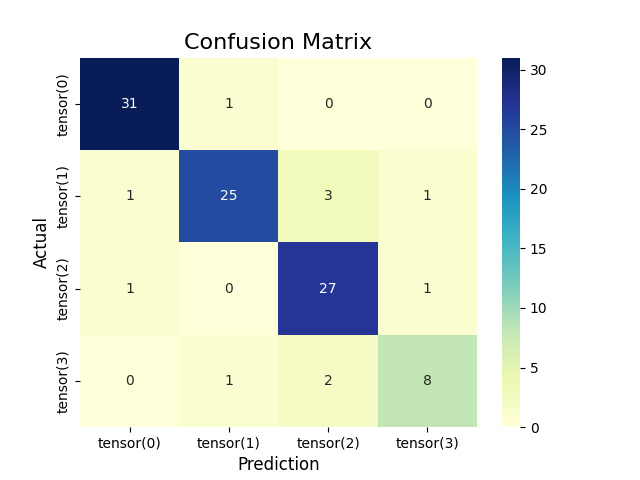 Confusion Matrix
tensor(0) 31 1 0 0
tensor(1) 1 25 3 1
tensor(2) 1 0 27 1
tensor(3) 0 1 2 8
Actual
tensor(0) tensor(1) tensor(2) tensor(3)
Prediction
30
25
20
15
10
5
0